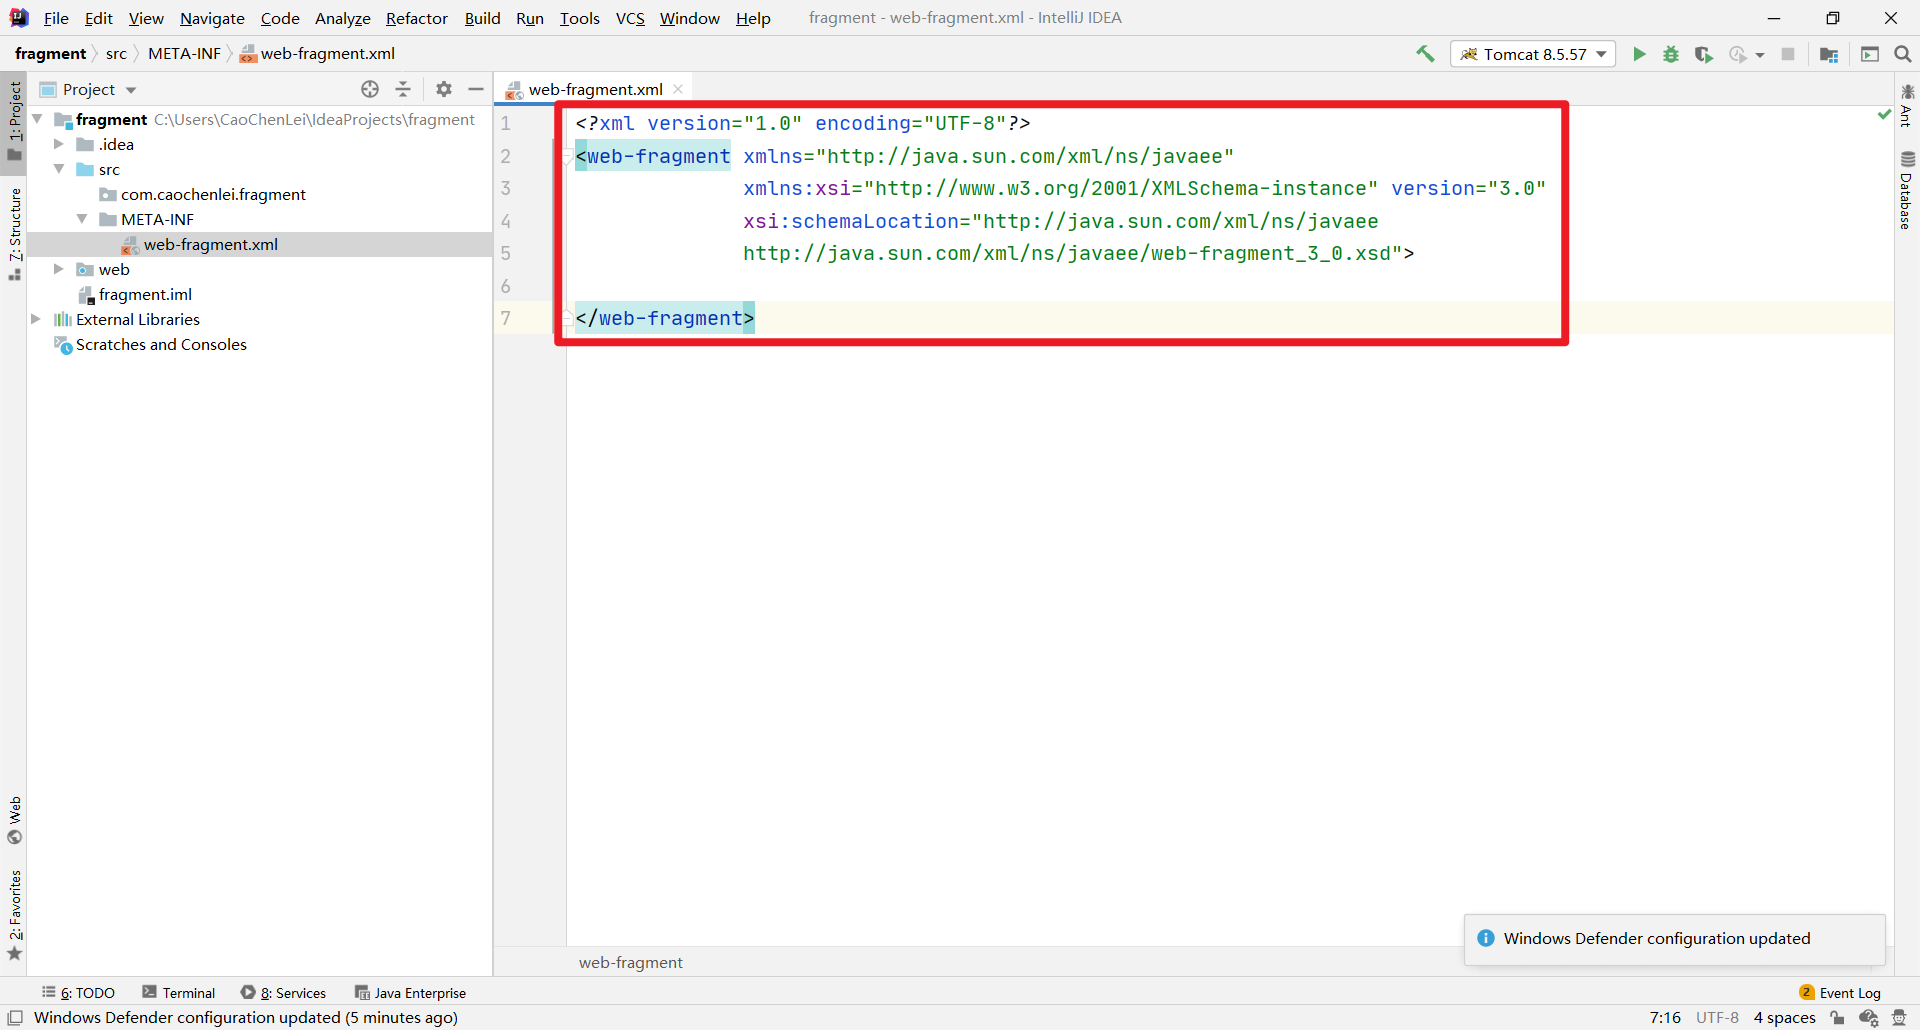 File Edit View Navigate Code Analyze Refactor Build Run Tools VCS Window Help fragment - web-fragment.xml - IntelliJ IDEA
fragment src META-INF web-fragment.xml
Tomcat 8.5.57
1: Project
Project
web-fragment.xml
fragment C:\Users\CaoChenLei\IdeaProjects\fragment
.idea
src
com.caochenlei.fragment
META-INF
web-fragment.xml
web
fragment.iml
External Libraries
Scratches and Consoles
7: Structure
Web
2: Favorites
1 <?xml version="1.0" encoding="UTF-8"?>
2 <web-fragment xmlns="http://java.sun.com/xml/ns/javaee"
3 xmlns:xsi="http://www.w3.org/2001/XMLSchema-instance" version="3.0"
4 xsi:schemaLocation="http://java.sun.com/xml/ns/javaee
5 http://java.sun.com/xml/ns/javaee/web-fragment_3_0.xsd">
6
7 </web-fragment>
Ant
Database
Windows Defender configuration updated
web-fragment
6: TODO Terminal 8: Services Java Enterprise 2 Event Log
Windows Defender configuration updated (5 minutes ago) 7:16 UTF-8 4 spaces